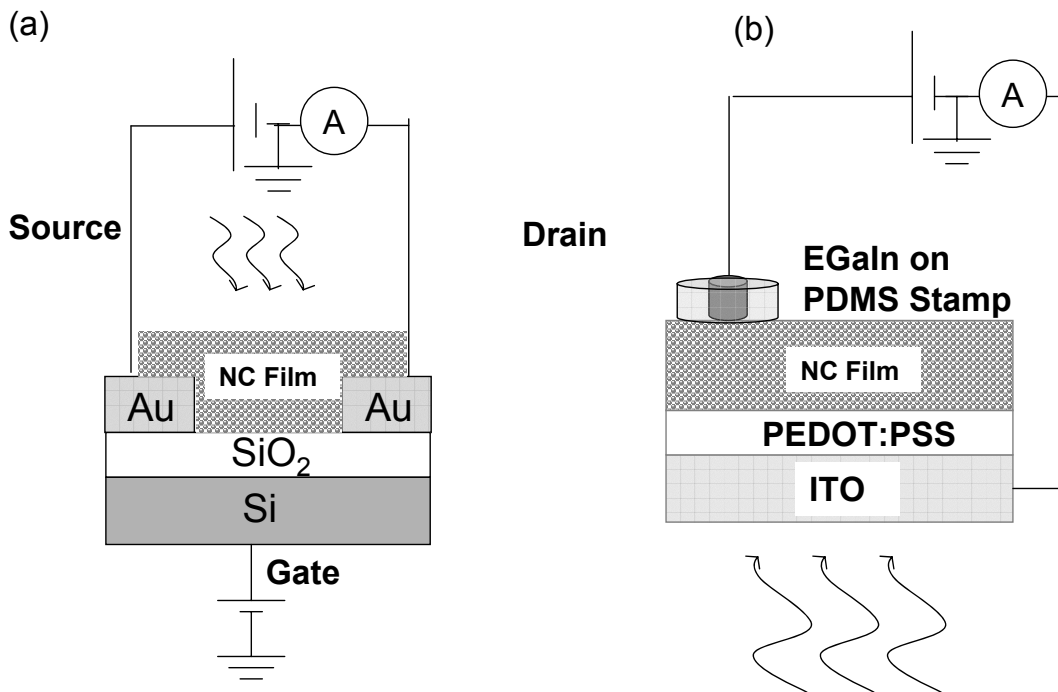 (a)
A
Source
NC Film
Au
Au
SiO₂
Si
Gate
(b)
A
Drain
EGaIn on
PDMS Stamp
NC Film
PEDOT:PSS
ITO